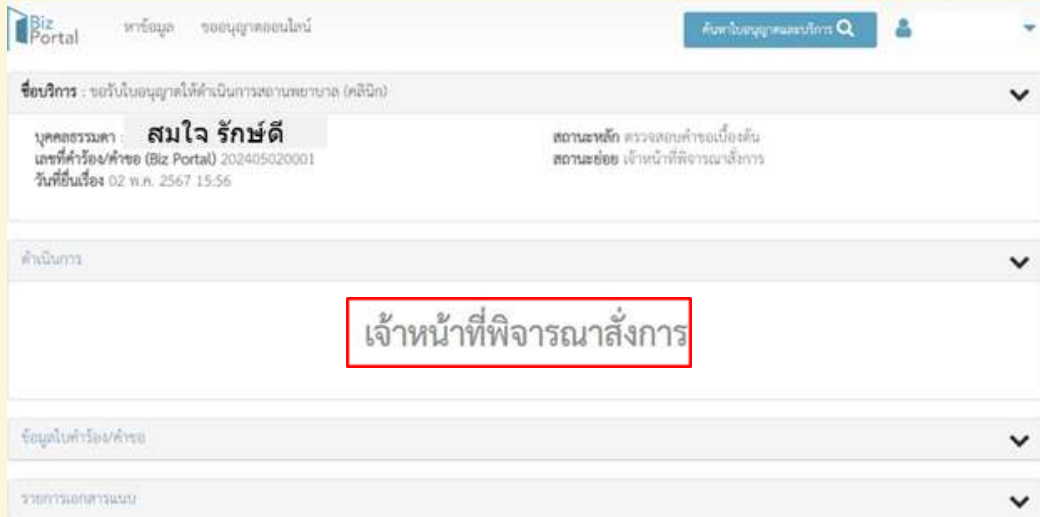 Biz Portal
หาข้อมูล ขออนุญาตออนไลน์ ค้นหาใบอนุญาตและบริการ
ชื่อบริการ : ขอรับใบอนุญาตให้ดำเนินการสถานพยาบาล (คลินิก)
บุคคลธรรมดา : สมใจ รักษ์ดี
เลขที่คำร้อง/คำขอ (Biz Portal) 202405020001
วันที่ยื่นเรื่อง 02 พ.ค. 2567 15:56
สถานะหลัก ตรวจสอบคำขอเบื้องต้น
สถานะย่อย เจ้าหน้าที่พิจารณาสั่งการ
ดำเนินการ
เจ้าหน้าที่พิจารณาสั่งการ
ข้อมูลใบคำร้อง/คำขอ
รายการเอกสารแนบ